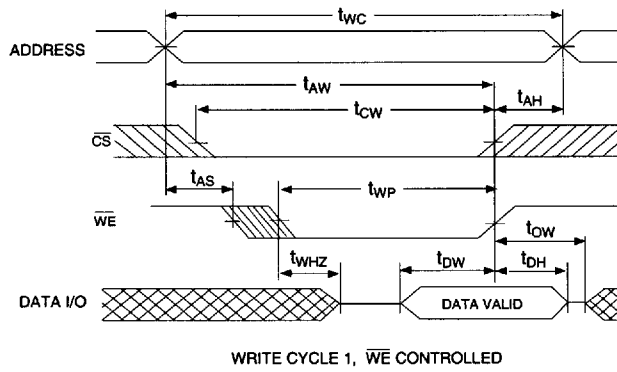 tWC
ADDRESS
tAW
tCW
tAH
CS
tAS
tWP
WE
tOW
tWHZ
tDW
tDH
DATA I/O
DATA VALID
WRITE CYCLE 1, WE CONTROLLED